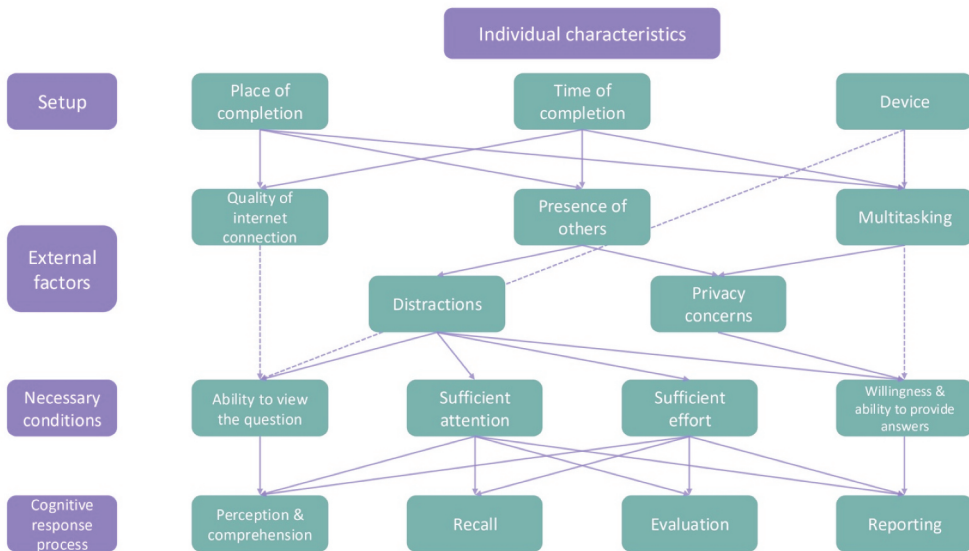 Individual characteristics
Setup
Place of
completion
Time of
completion
Device
Quality of
internet
connection
Presence of
others
Multitasking
External
factors
Distractions
Privacy
concerns
Necessary
conditions
Ability to view
the question
Sufficient
attention
Sufficient
effort
Willingness &
ability to provide
answers
Cognitive
response
process
Perception &
comprehension
Recall
Evaluation
Reporting